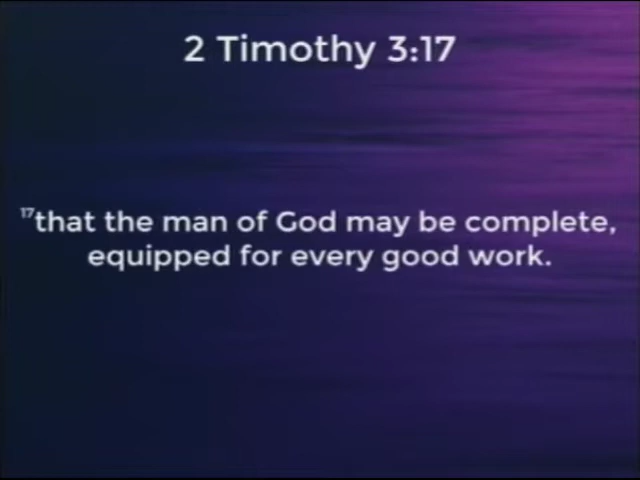 2 Timothy 3:17
17that the man of God may be complete,
equipped for every good work.